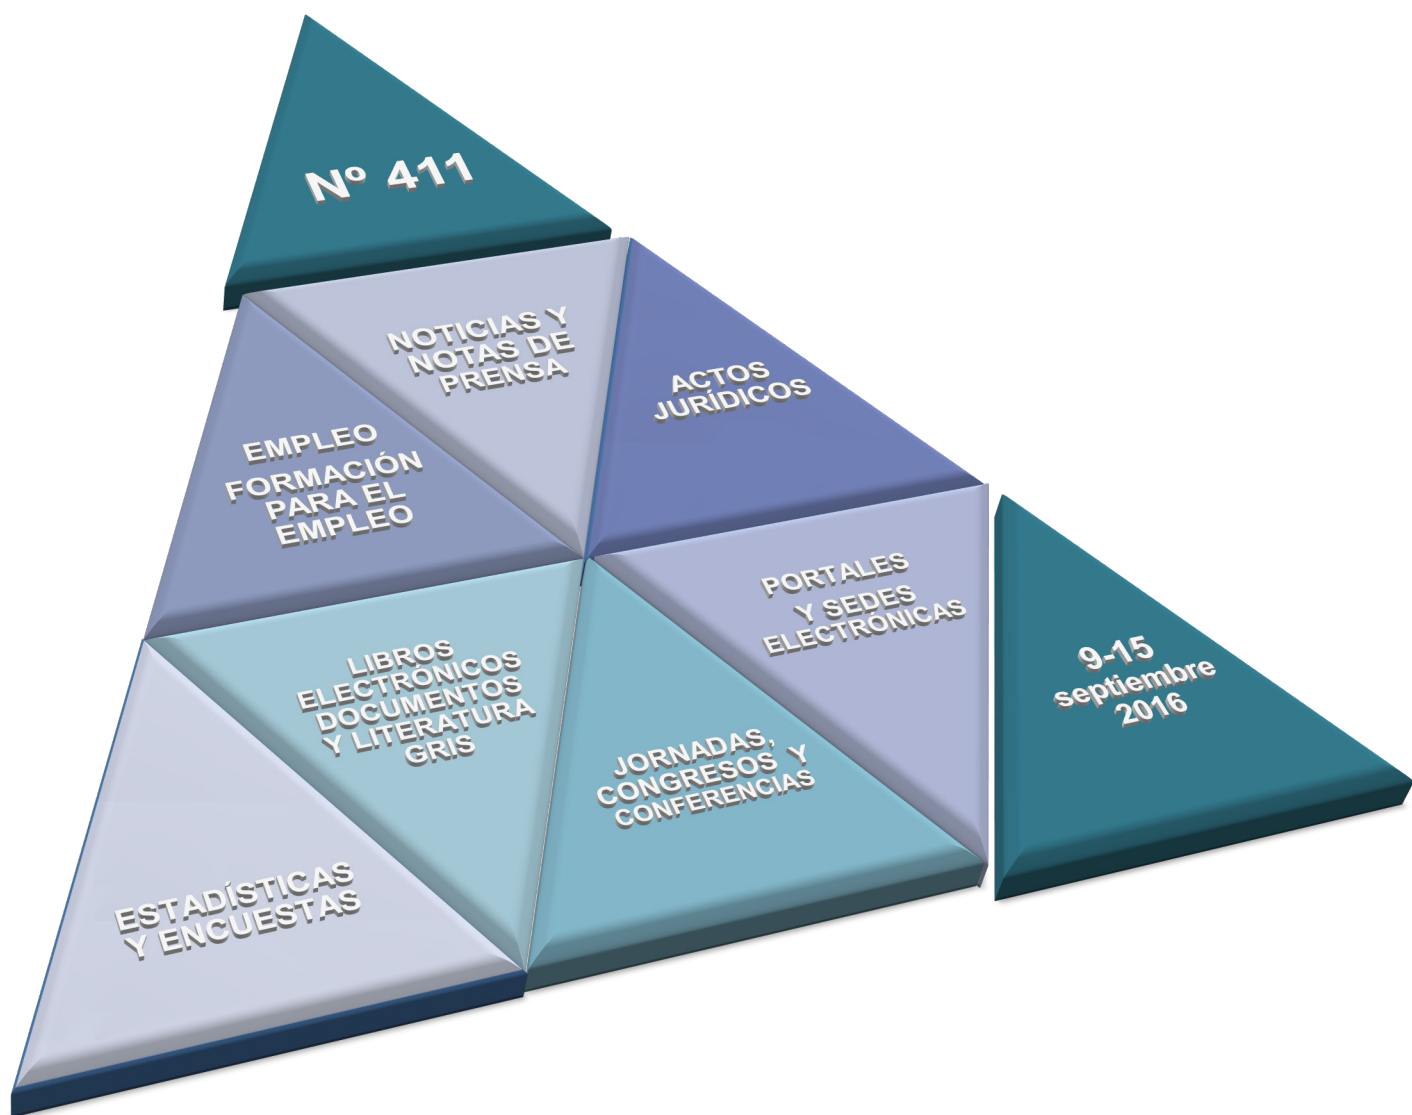 Nº 411
NOTICIAS Y
NOTAS DE
PRENSA
ACTOS
JURÍDICOS
EMPLEO
FORMACIÓN
PARA EL
EMPLEO
PORTALES
Y SEDES
ELECTRÓNICAS
9-15
septiembre
2016
LIBROS
ELECTRÓNICOS
DOCUMENTOS
Y LITERATURA
GRIS
JORNADAS,
CONGRESOS Y
CONFERENCIAS
ESTADÍSTICAS
Y ENCUESTAS